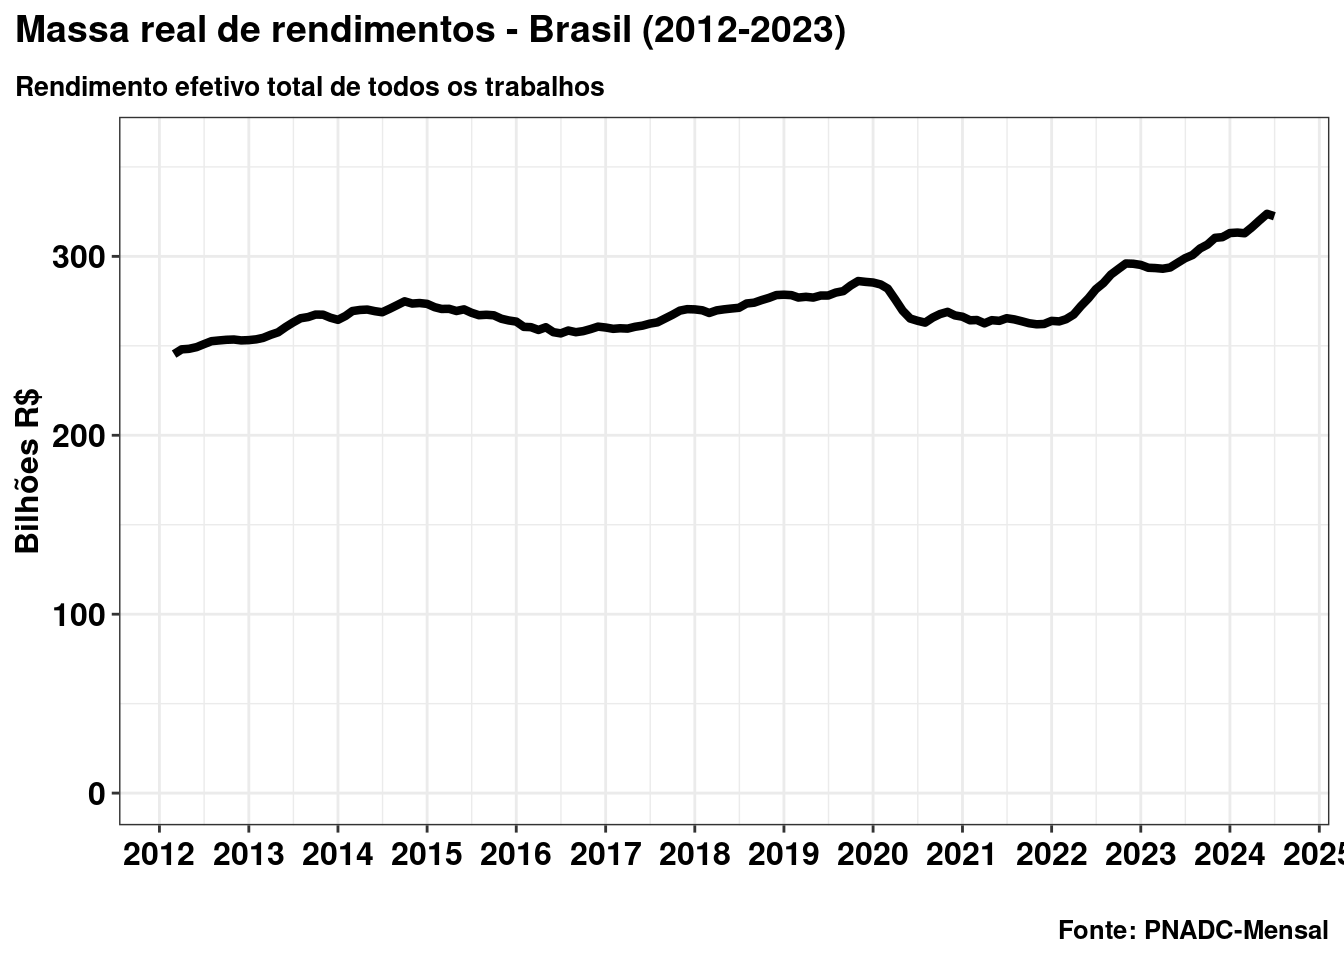 Massa real de rendimentos - Brasil (2012-2023)
Rendimento efetivo total de todos os trabalhos
Bilhões R$
300
200
100
0
2012 2013 2014 2015 2016 2017 2018 2019 2020 2021 2022 2023 2024 2025
Fonte: PNADC-Mensal